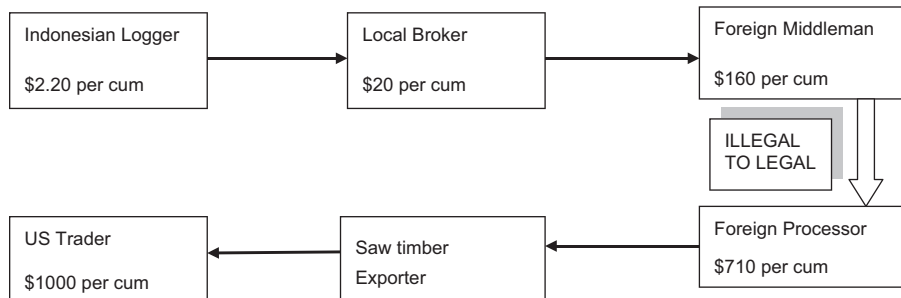 Indonesian Logger
$2.20 per cum
Local Broker
$20 per cum
Foreign Middleman
$160 per cum
ILLEGAL
TO LEGAL
Foreign Processor
$710 per cum
Saw timber
Exporter
US Trader
$1000 per cum